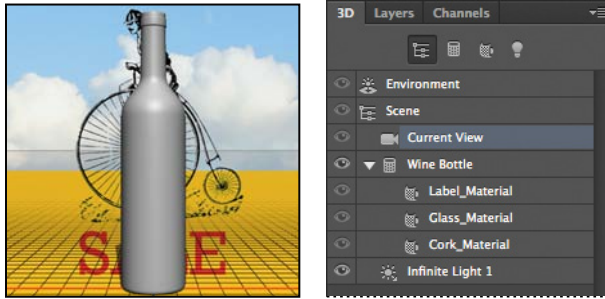 S E
3D Layers Channels
Environment
Scene
Current View
Wine Bottle
Label_Material
Glass_Material
Cork_Material
Infinite Light 1